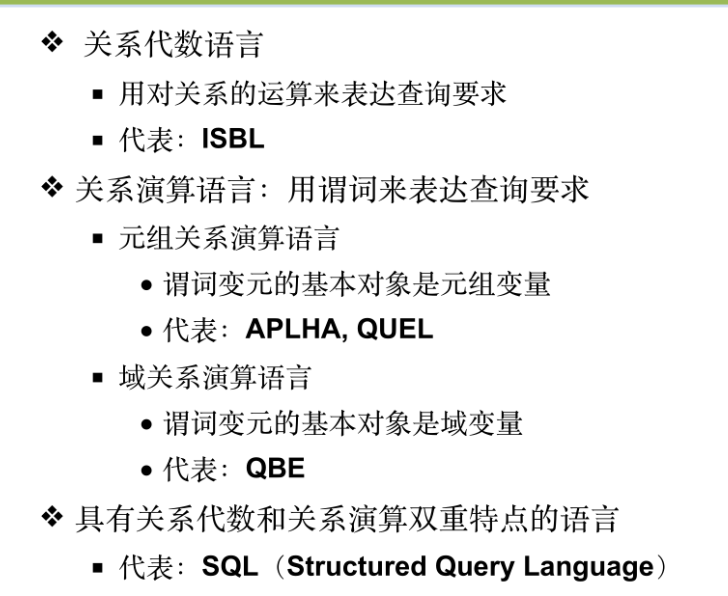 ❖ 关系代数语言
▪ 用对关系的运算来表达查询要求
▪ 代表：ISBL
❖ 关系演算语言：用谓词来表达查询要求
▪ 元组关系演算语言
• 谓词变元的基本对象是元组变量
• 代表：APLHA, QUEL
▪ 域关系演算语言
• 谓词变元的基本对象是域变量
• 代表：QBE
❖ 具有关系代数和关系演算双重特点的语言
▪ 代表：SQL（Structured Query Language）